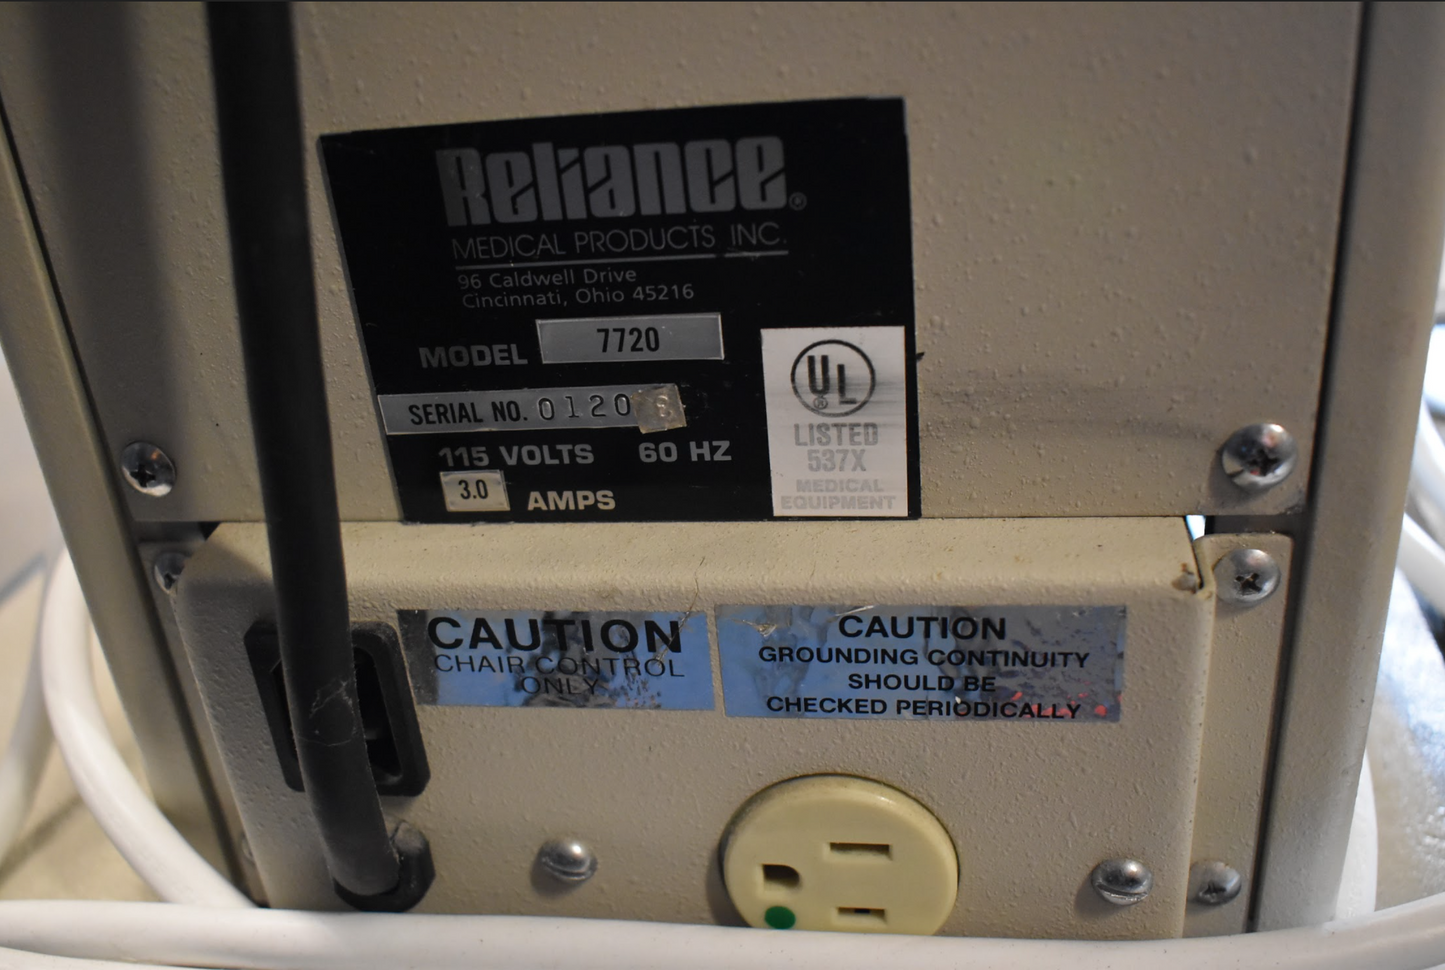 Reliance®
MEDICAL PRODUCTS INC.
96 Caldwell Drive
Cincinnati, Ohio 45216
MODEL 7720
SERIAL NO. 0120
115 VOLTS 60 HZ
3.0 AMPS
UL®
LISTED
537X
MEDICAL
EQUIPMENT
CAUTION
CHAIR CONTROL
ONLY
CAUTION
GROUNDING CONTINUITY
SHOULD BE
CHECKED PERIODICALLY